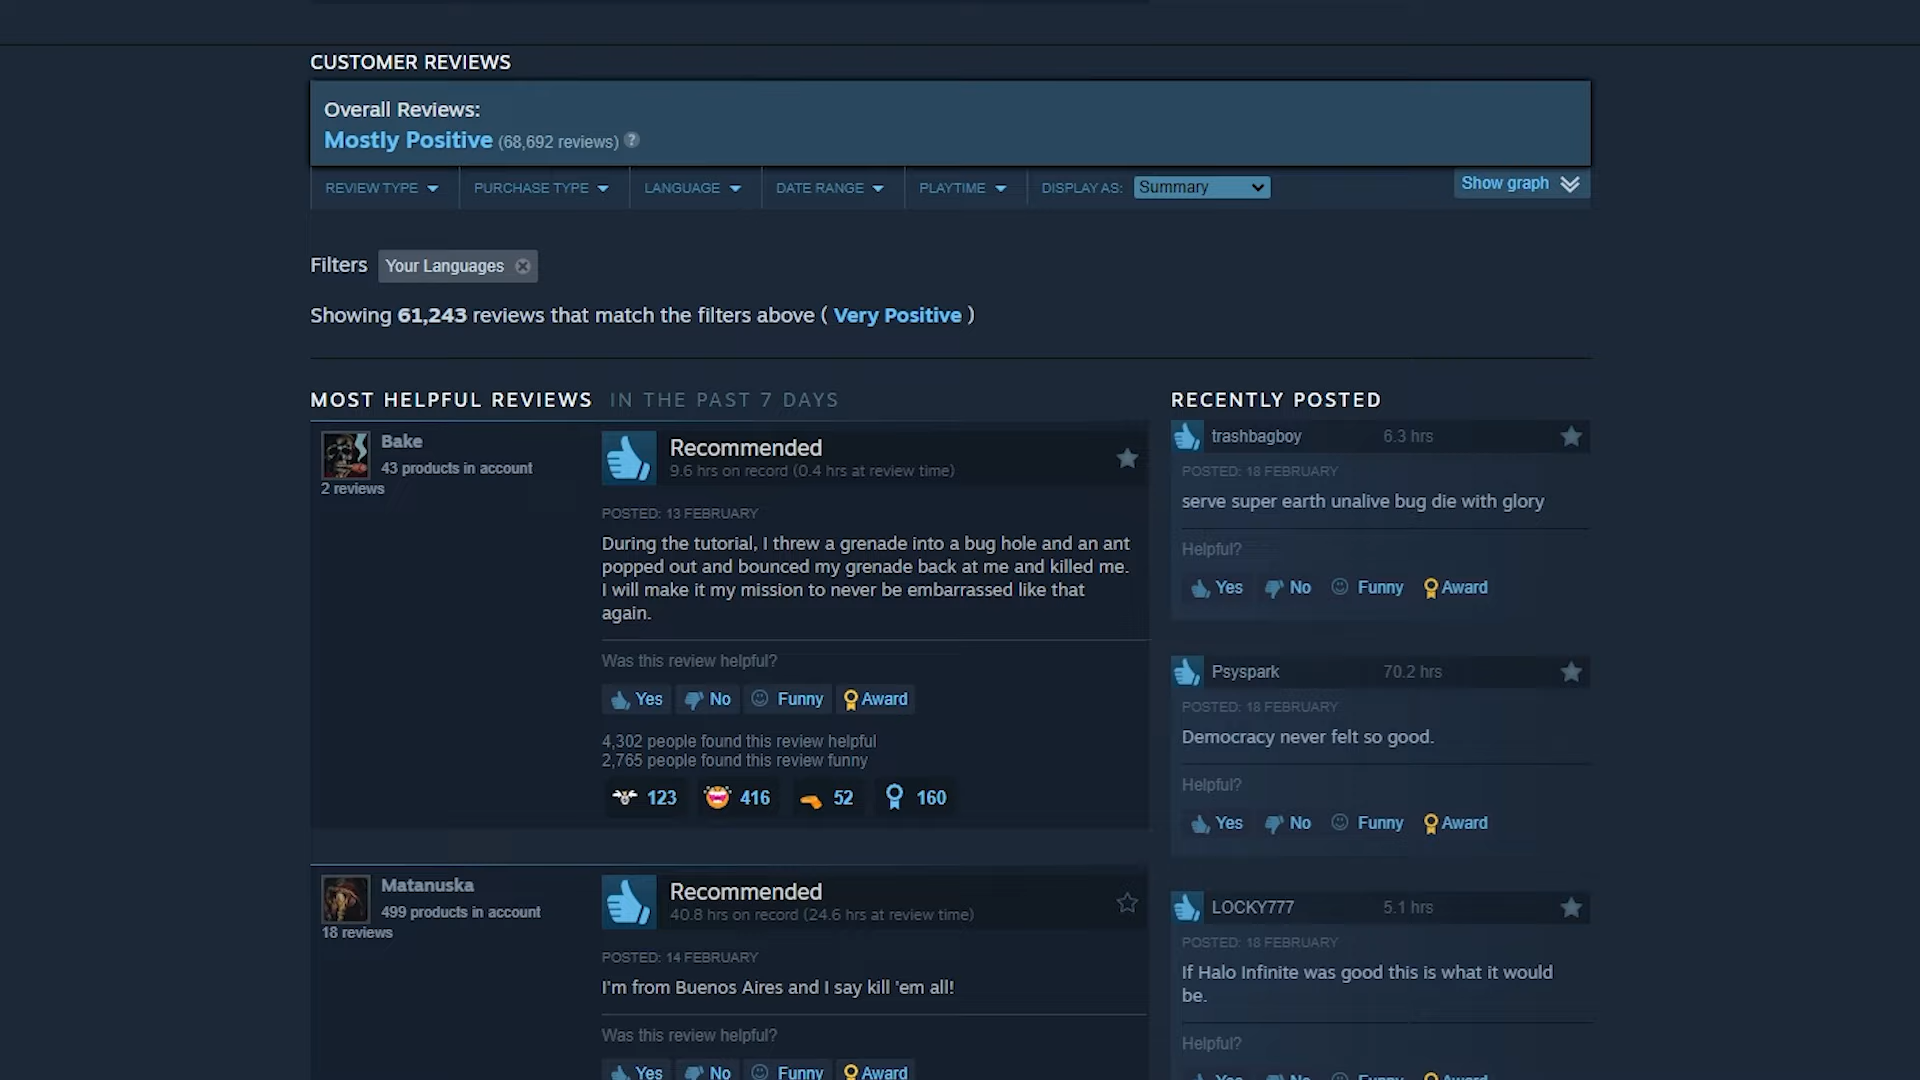 CUSTOMER REVIEWS
Overall Reviews:
Mostly Positive (68,692 reviews) ?
REVIEW TYPE PURCHASE TYPE LANGUAGE DATE RANGE PLAYTIME DISPLAY AS: Summary Show graph
Filters Your Languages
Showing 61,243 reviews that match the filters above ( Very Positive )
MOST HELPFUL REVIEWS IN THE PAST 7 DAYS
Bake
43 products in account
2 reviews
Recommended
9.6 hrs on record (0.4 hrs at review time)
POSTED: 13 FEBRUARY
During the tutorial, I threw a grenade into a bug hole and an ant
popped out and bounced my grenade back at me and killed me.
I will make it my mission to never be embarrassed like that
again.
Was this review helpful?
Yes No Funny Award
4,302 people found this review helpful
2,765 people found this review funny
123 416 52 160
Matanuska
499 products in account
18 reviews
Recommended
40.8 hrs on record (24.6 hrs at review time)
POSTED: 14 FEBRUARY
I'm from Buenos Aires and I say kill 'em all!
Was this review helpful?
Yes No Funny Award
RECENTLY POSTED
trashbagboy 6.3 hrs
POSTED: 18 FEBRUARY
serve super earth unalive bug die with glory
Helpful?
Yes No Funny Award
Psyspark 70.2 hrs
POSTED: 18 FEBRUARY
Democracy never felt so good.
Helpful?
Yes No Funny Award
LOCKY777 5.1 hrs
POSTED: 18 FEBRUARY
If Halo Infinite was good this is what it would
be.
Helpful?
Yes No Funny Award